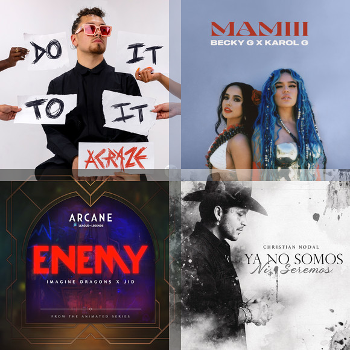 DO IT
TO IT
ACRAZE
MAMIII
BECKY G X KAROL G
ARCANE
LEAGUE OF LEGENDS
ENEMY
IMAGINE DRAGONS X JID
FROM THE ANIMATED SERIES
CHRISTIAN NODAL
YA NO SOMOS
Ni Seremos